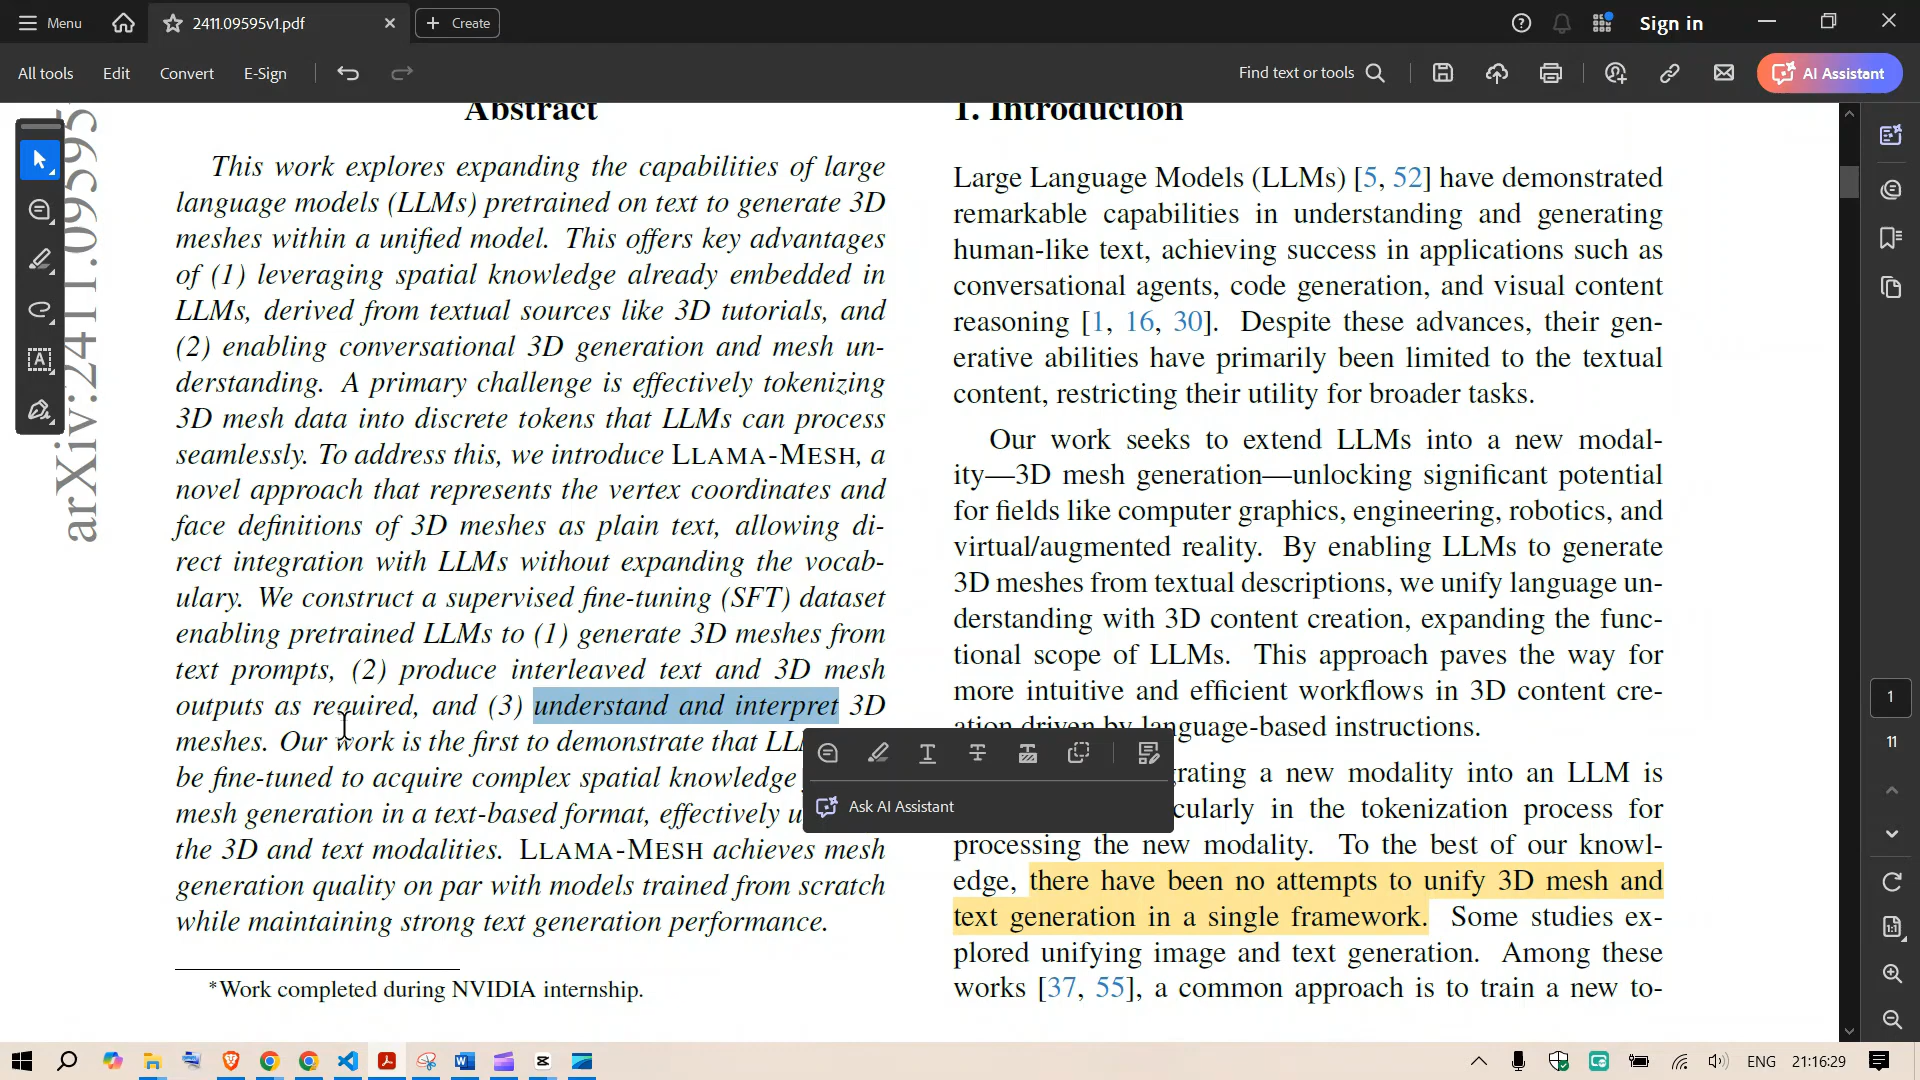 Menu
2411.09595v1.pdf
Create
Sign in
All tools
Edit
Convert
E-Sign
Find text or tools
AI Assistant
arXiv:2411.09595
Abstract
This work explores expanding the capabilities of large
language models (LLMs) pretrained on text to generate 3D
meshes within a unified model. This offers key advantages
of (1) leveraging spatial knowledge already embedded in
LLMs, derived from textual sources like 3D tutorials, and
(2) enabling conversational 3D generation and mesh un-
derstanding. A primary challenge is effectively tokenizing
3D mesh data into discrete tokens that LLMs can process
seamlessly. To address this, we introduce LLAMA-MESH, a
novel approach that represents the vertex coordinates and
face definitions of 3D meshes as plain text, allowing di-
rect integration with LLMs without expanding the vocab-
ulary. We construct a supervised fine-tuning (SFT) dataset
enabling pretrained LLMs to (1) generate 3D meshes from
text prompts, (2) produce interleaved text and 3D mesh
outputs as required, and (3) understand and interpret 3D
meshes. Our work is the first to demonstrate that
be fine-tuned to acquire complex spatial knowledge
mesh generation in a text-based format, effectively
the 3D and text modalities. LLAMA-MESH achieves mesh
generation quality on par with models trained from scratch
while maintaining strong text generation performance.
*Work completed during NVIDIA internship.
1. Introduction
Large Language Models (LLMs) [5, 52] have demonstrated
remarkable capabilities in understanding and generating
human-like text, achieving success in applications such as
conversational agents, code generation, and visual content
reasoning [1, 16, 30]. Despite these advances, their gen-
erative abilities have primarily been limited to the textual
content, restricting their utility for broader tasks.
Our work seeks to extend LLMs into a new modal-
ity—3D mesh generation—unlocking significant potential
for fields like computer graphics, engineering, robotics, and
virtual/augmented reality. By enabling LLMs to generate
3D meshes from textual descriptions, we unify language un-
derstanding with 3D content creation, expanding the func-
tional scope of LLMs. This approach paves the way for
more intuitive and efficient workflows in 3D content cre-
ation driven by language-based instructions.
grating a new modality into an LLM is
cularly in the tokenization process for
processing the new modality. To the best of our knowl-
edge, there have been no attempts to unify 3D mesh and
text generation in a single framework. Some studies ex-
plored unifying image and text generation. Among these
works [37, 55], a common approach is to train a new to-
Ask AI Assistant
1
11
ENG
21:16:29